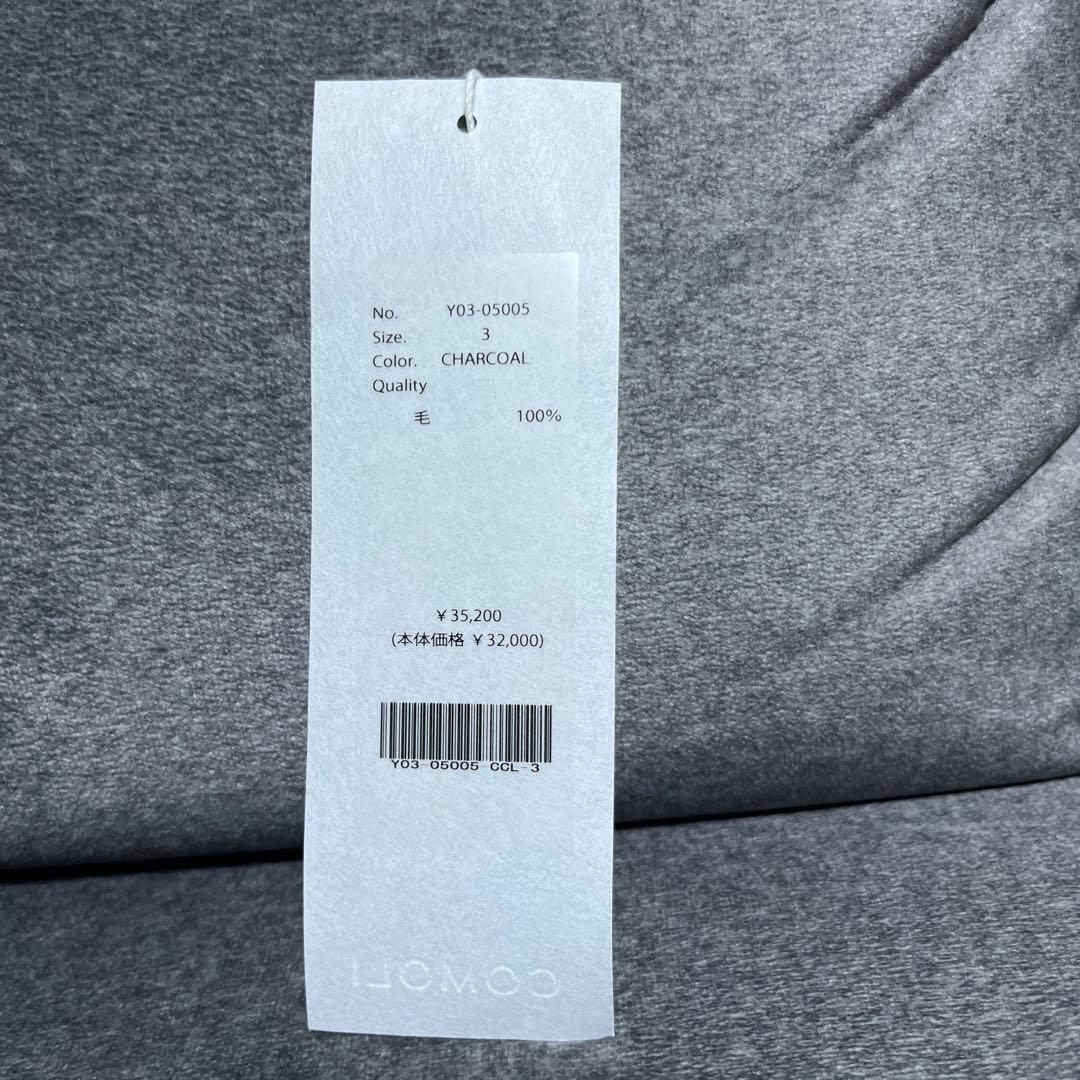 No. Y03-05005
Size. 3
Color. CHARCOAL
Quality
毛 100%
¥35,200
(本体価格 ¥32,000)
Y03-05005-CCL-3
COMOLI